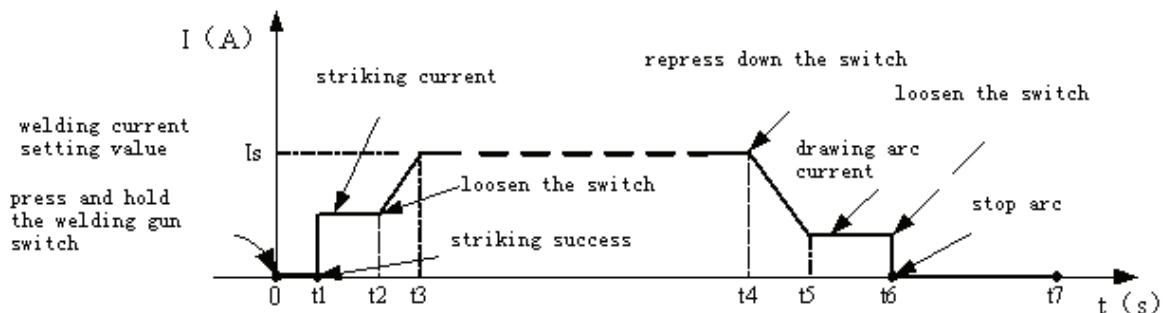 I (A)
striking current
repress down the switch
loosen the switch
welding current
setting value
Is
drawing arc
current
press and hold
the welding gun
switch
loosen the switch
stop arc
striking success
0 t1 t2 t3 t4 t5 t6 t7
t (s)